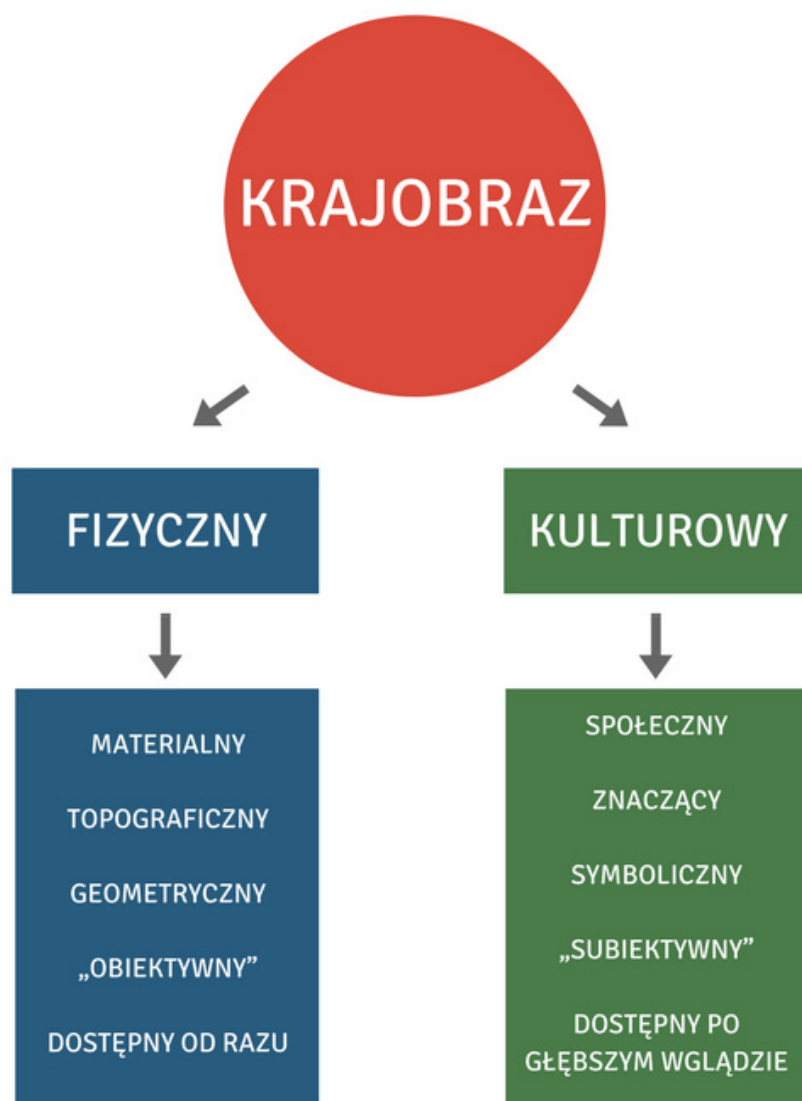 KRAJOBRAZ
FIZYCZNY
MATERIALNY
TOPOGRAFICZNY
GEOMETRYCZNY
„OBIEKTYWNY”
DOSTĘPNY OD RAZU
KULTUROWY
SPOŁECZNY
ZNACZĄCY
SYMBOLICZNY
„SUBIEKTYWNY”
DOSTĘPNY PO
GŁĘBSZYM WGLĄDZIE